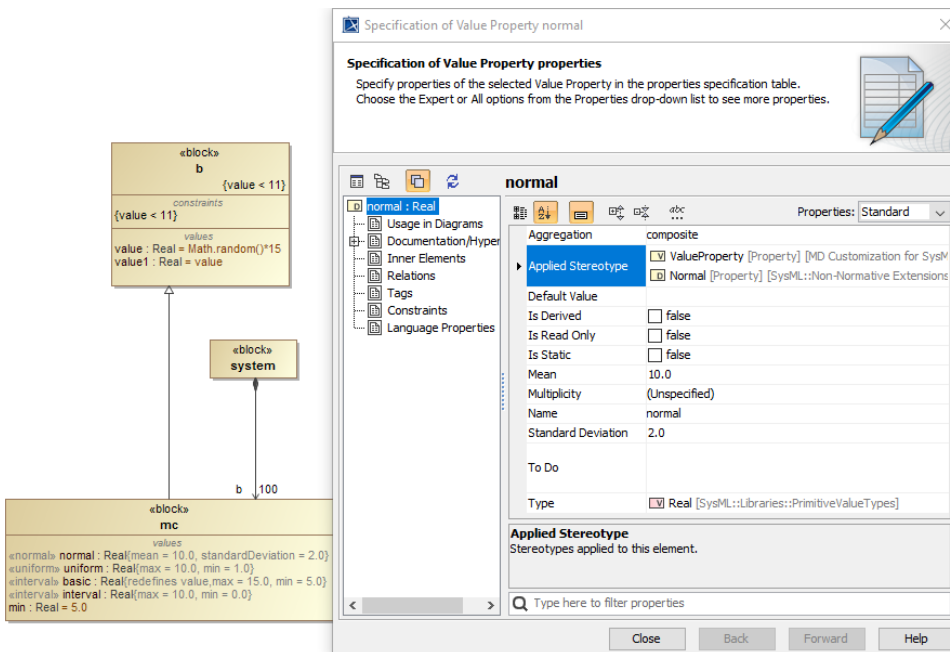 «block»
b
{value < 11}
constraints
{value < 11}
values
value : Real = Math.random()*15
value1 : Real = value
«block»
system
b 100
«block»
mc
values
«normal» normal : Real{mean = 10.0, standardDeviation = 2.0}
«uniform» uniform : Real{max = 10.0, min = 1.0}
«interval» basic : Real{redefines value,max = 15.0, min = 5.0}
«interval» interval : Real{max = 10.0, min = 0.0}
min : Real = 5.0
Specification of Value Property normal
Specification of Value Property properties
Specify properties of the selected Value Property in the properties specification table.
Choose the Expert or All options from the Properties drop-down list to see more properties.
normal : Real
Usage in Diagrams
Documentation/Hyper
Inner Elements
Relations
Tags
Constraints
Language Properties
normal
abc
Properties: Standard
Aggregation composite
Applied Stereotype
V ValueProperty [Property] [MD Customization for SysM
D Normal [Property] [SysML::Non-Normative Extensions
Default Value
Is Derived false
Is Read Only false
Is Static false
Mean 10.0
Multiplicity (Unspecified)
Name normal
Standard Deviation 2.0
To Do
Type V Real [SysML::Libraries::PrimitiveValueTypes]
Applied Stereotype
Stereotypes applied to this element.
Type here to filter properties
Close Back Forward Help